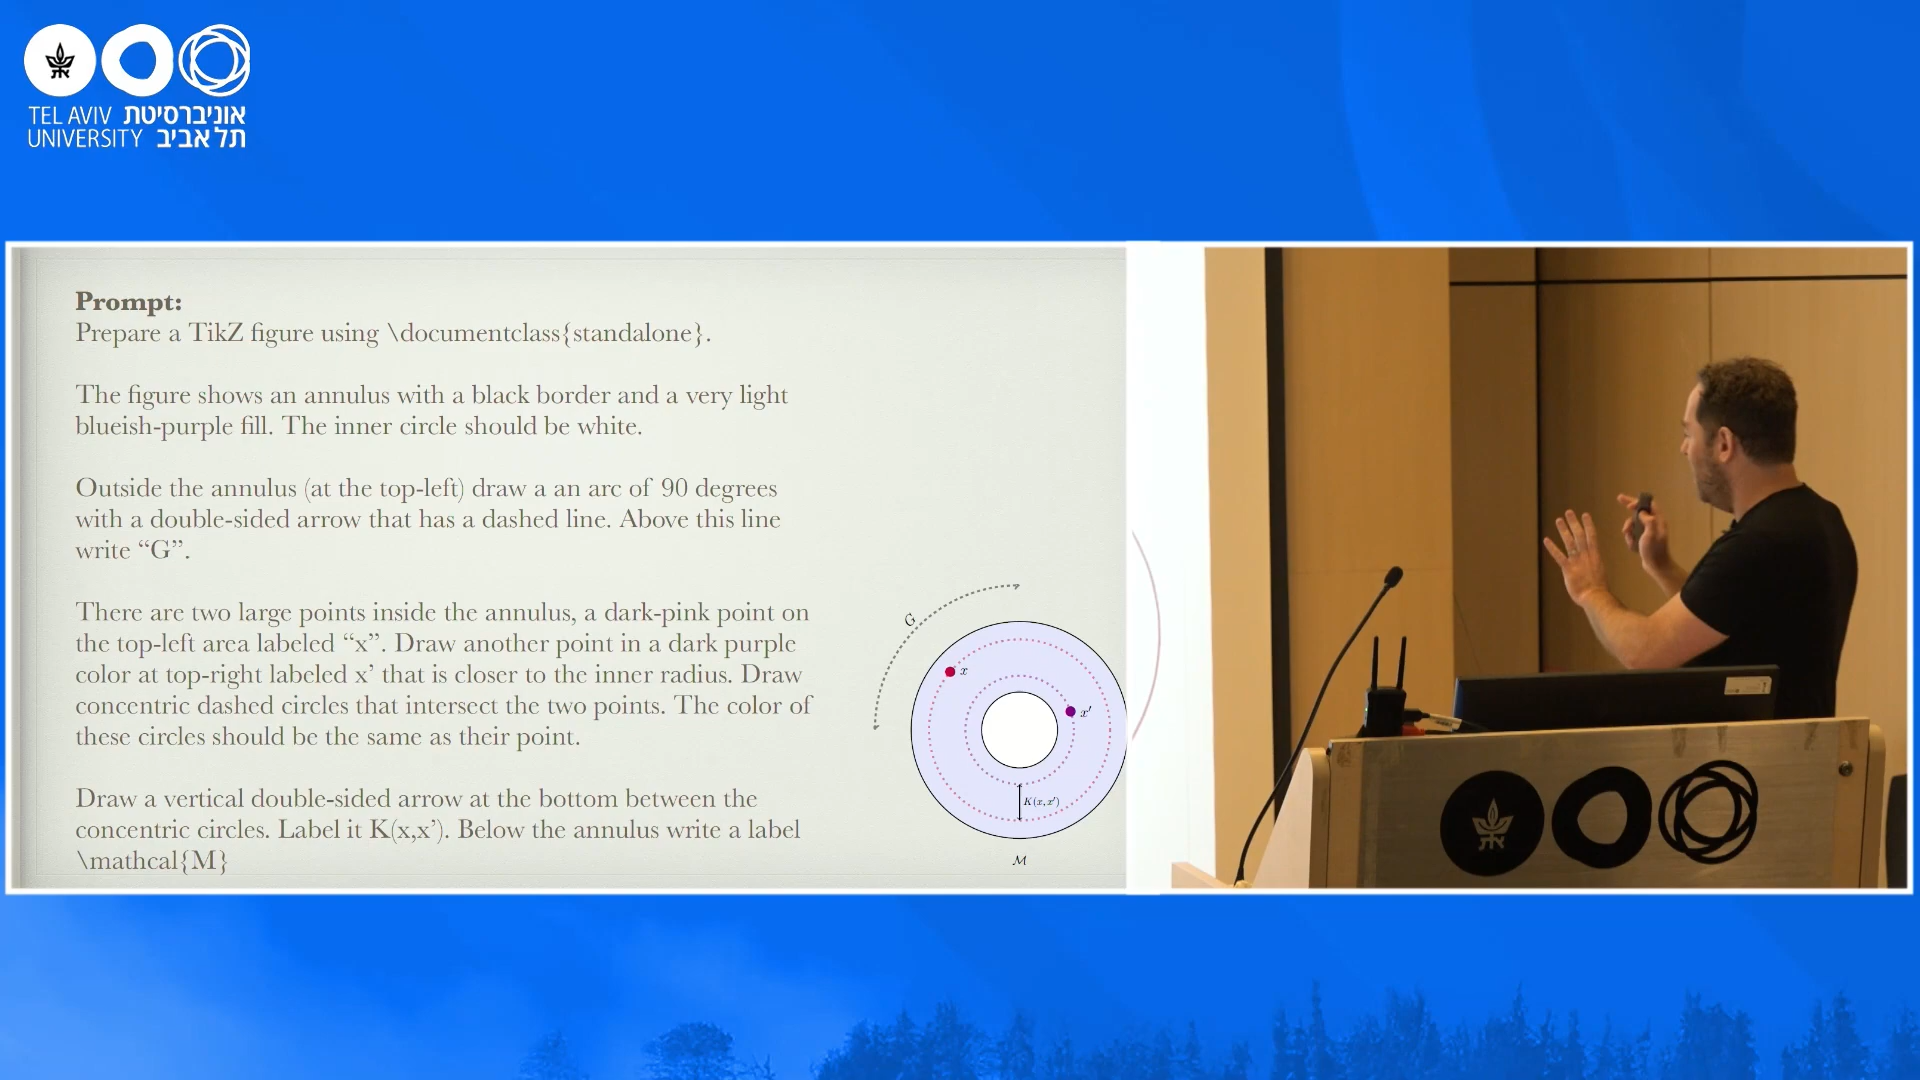 TEL AVIV אוניברסיטת
UNIVERSITY תל אביב
Prompt:
Prepare a TikZ figure using \documentclass{standalone}.
The figure shows an annulus with a black border and a very light
blueish-purple fill. The inner circle should be white.
Outside the annulus (at the top-left) draw a an arc of 90 degrees
with a double-sided arrow that has a dashed line. Above this line
write “G”.
There are two large points inside the annulus, a dark-pink point on
the top-left area labeled “x”. Draw another point in a dark purple
color at top-right labeled x’ that is closer to the inner radius. Draw
concentric dashed circles that intersect the two points. The color of
these circles should be the same as their point.
Draw a vertical double-sided arrow at the bottom between the
concentric circles. Label it K(x,x’). Below the annulus write a label
\mathcal{M}
G
x
x′
K(x, x′)
ℳ